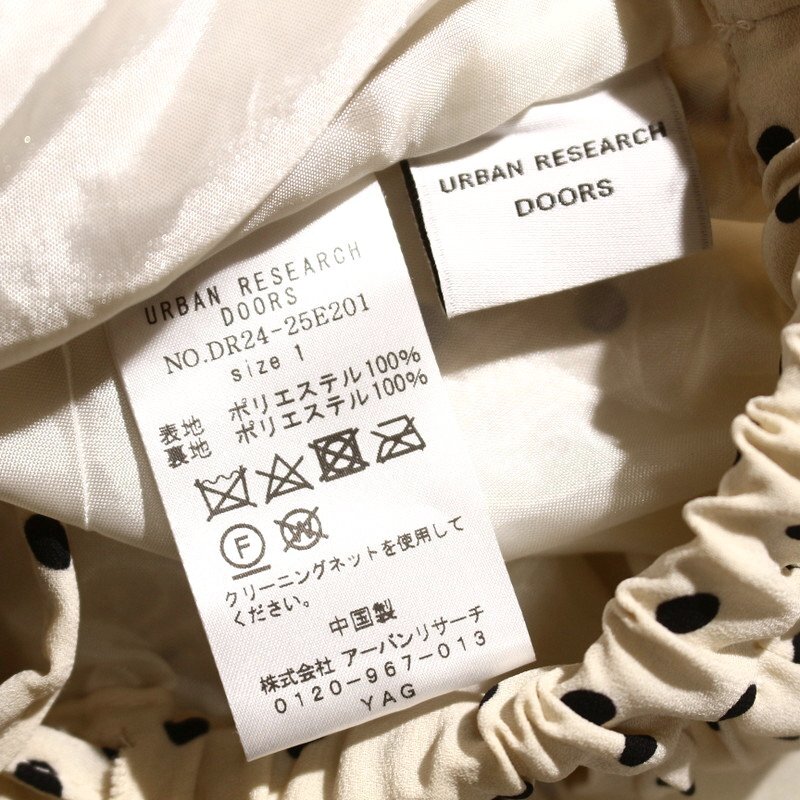 URBAN RESEARCH
DOORS
URBAN RESEARCH
DOORS
NO.DR24-25E201
size 1
表地 ポリエステル100%
裏地 ポリエステル100%
F W
クリーニングネットを使用して
ください。
中国製
株式会社 アーバンリサーチ
0120-967-013
YAG